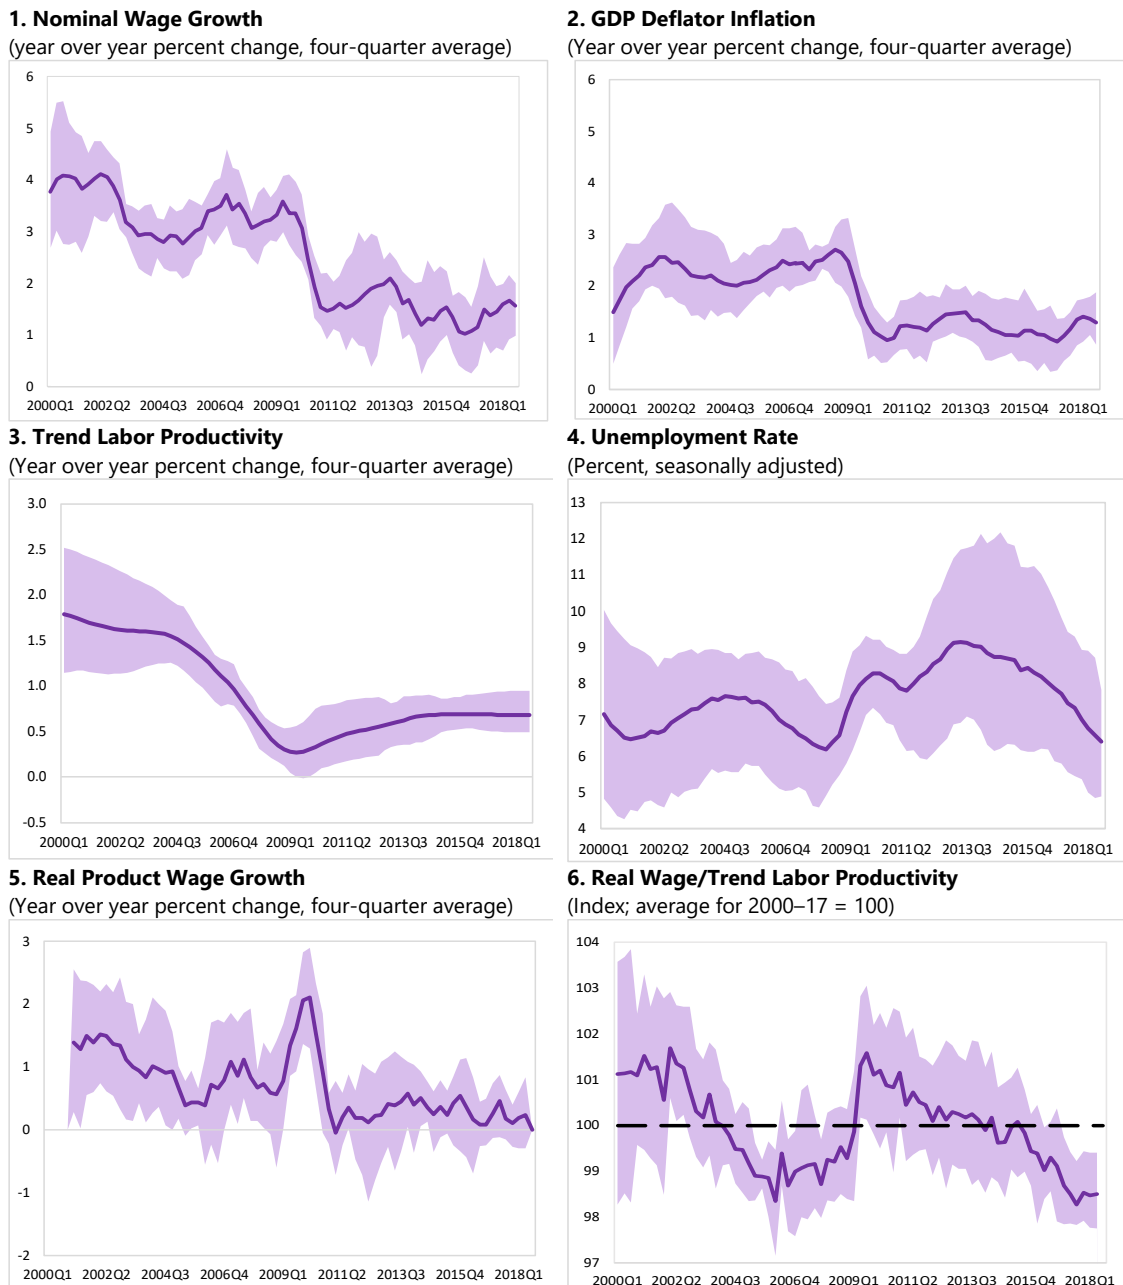 1. Nominal Wage Growth
(year over year percent change, four-quarter average)
6
5
4
3
2
1
0
2000Q1 2002Q2 2004Q3 2006Q4 2009Q1 2011Q2 2013Q3 2015Q4 2018Q1
2. GDP Deflator Inflation
(Year over year percent change, four-quarter average)
6
5
4
3
2
1
0
2000Q1 2002Q2 2004Q3 2006Q4 2009Q1 2011Q2 2013Q3 2015Q4 2018Q1
3. Trend Labor Productivity
(Year over year percent change, four-quarter average)
3.0
2.5
2.0
1.5
1.0
0.5
0.0
-0.5
2000Q1 2002Q2 2004Q3 2006Q4 2009Q1 2011Q2 2013Q3 2015Q4 2018Q1
4. Unemployment Rate
(Percent, seasonally adjusted)
13
12
11
10
9
8
7
6
5
4
2000Q1 2002Q2 2004Q3 2006Q4 2009Q1 2011Q2 2013Q3 2015Q4 2018Q1
5. Real Product Wage Growth
(Year over year percent change, four-quarter average)
3
2
1
0
-1
-2
2000Q1 2002Q2 2004Q3 2006Q4 2009Q1 2011Q2 2013Q3 2015Q4 2018Q1
6. Real Wage/Trend Labor Productivity
(Index; average for 2000–17 = 100)
104
103
102
101
100
99
98
97
2000Q1 2002Q2 2004Q3 2006Q4 2009Q1 2011Q2 2013Q3 2015Q4 2018Q1